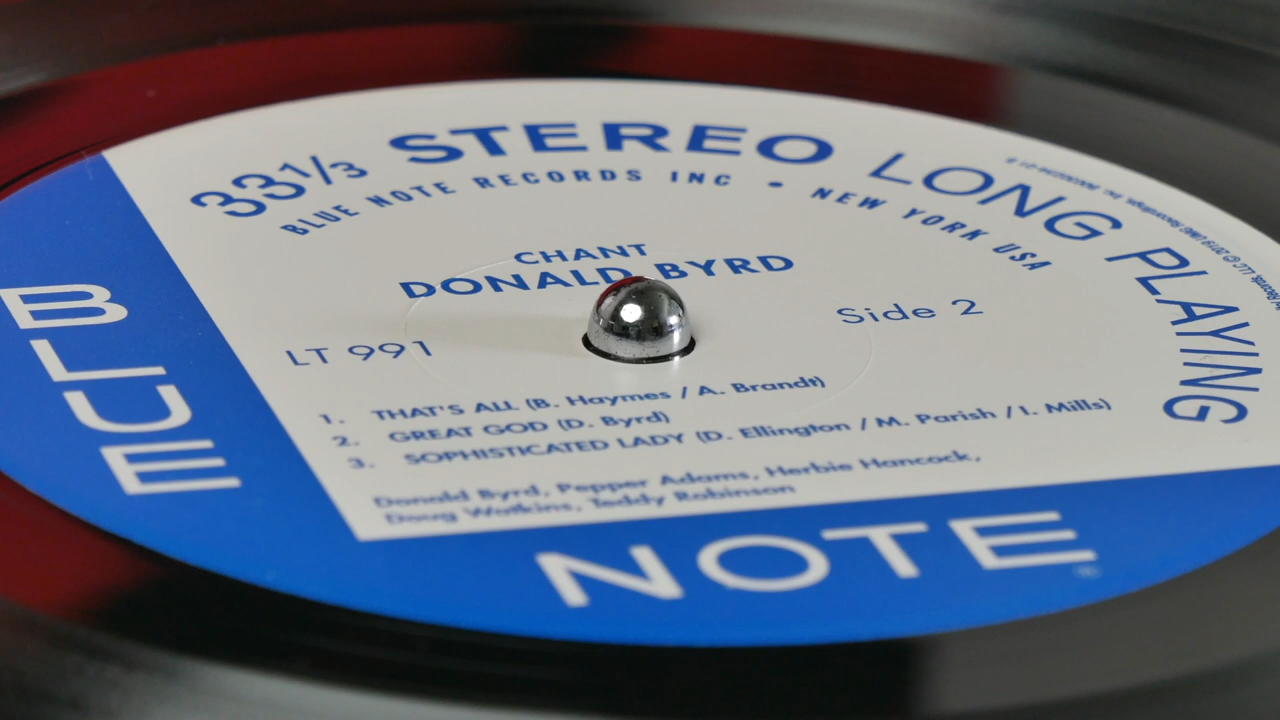 33⅓ STEREO LONG PLAYING
BLUE NOTE RECORDS INC • NEW YORK USA
CHANT
DONALD BYRD
LT 991
Side 2
1. THAT'S ALL (B. Haymes / A. Brandt)
2. GREAT GOD (D. Byrd)
3. SOPHISTICATED LADY (D. Ellington / M. Parish / I. Mills)
Donald Byrd, Pepper Adams, Herbie Hancock,
Doug Watkins, Teddy Robinson
BLUE
NOTE®